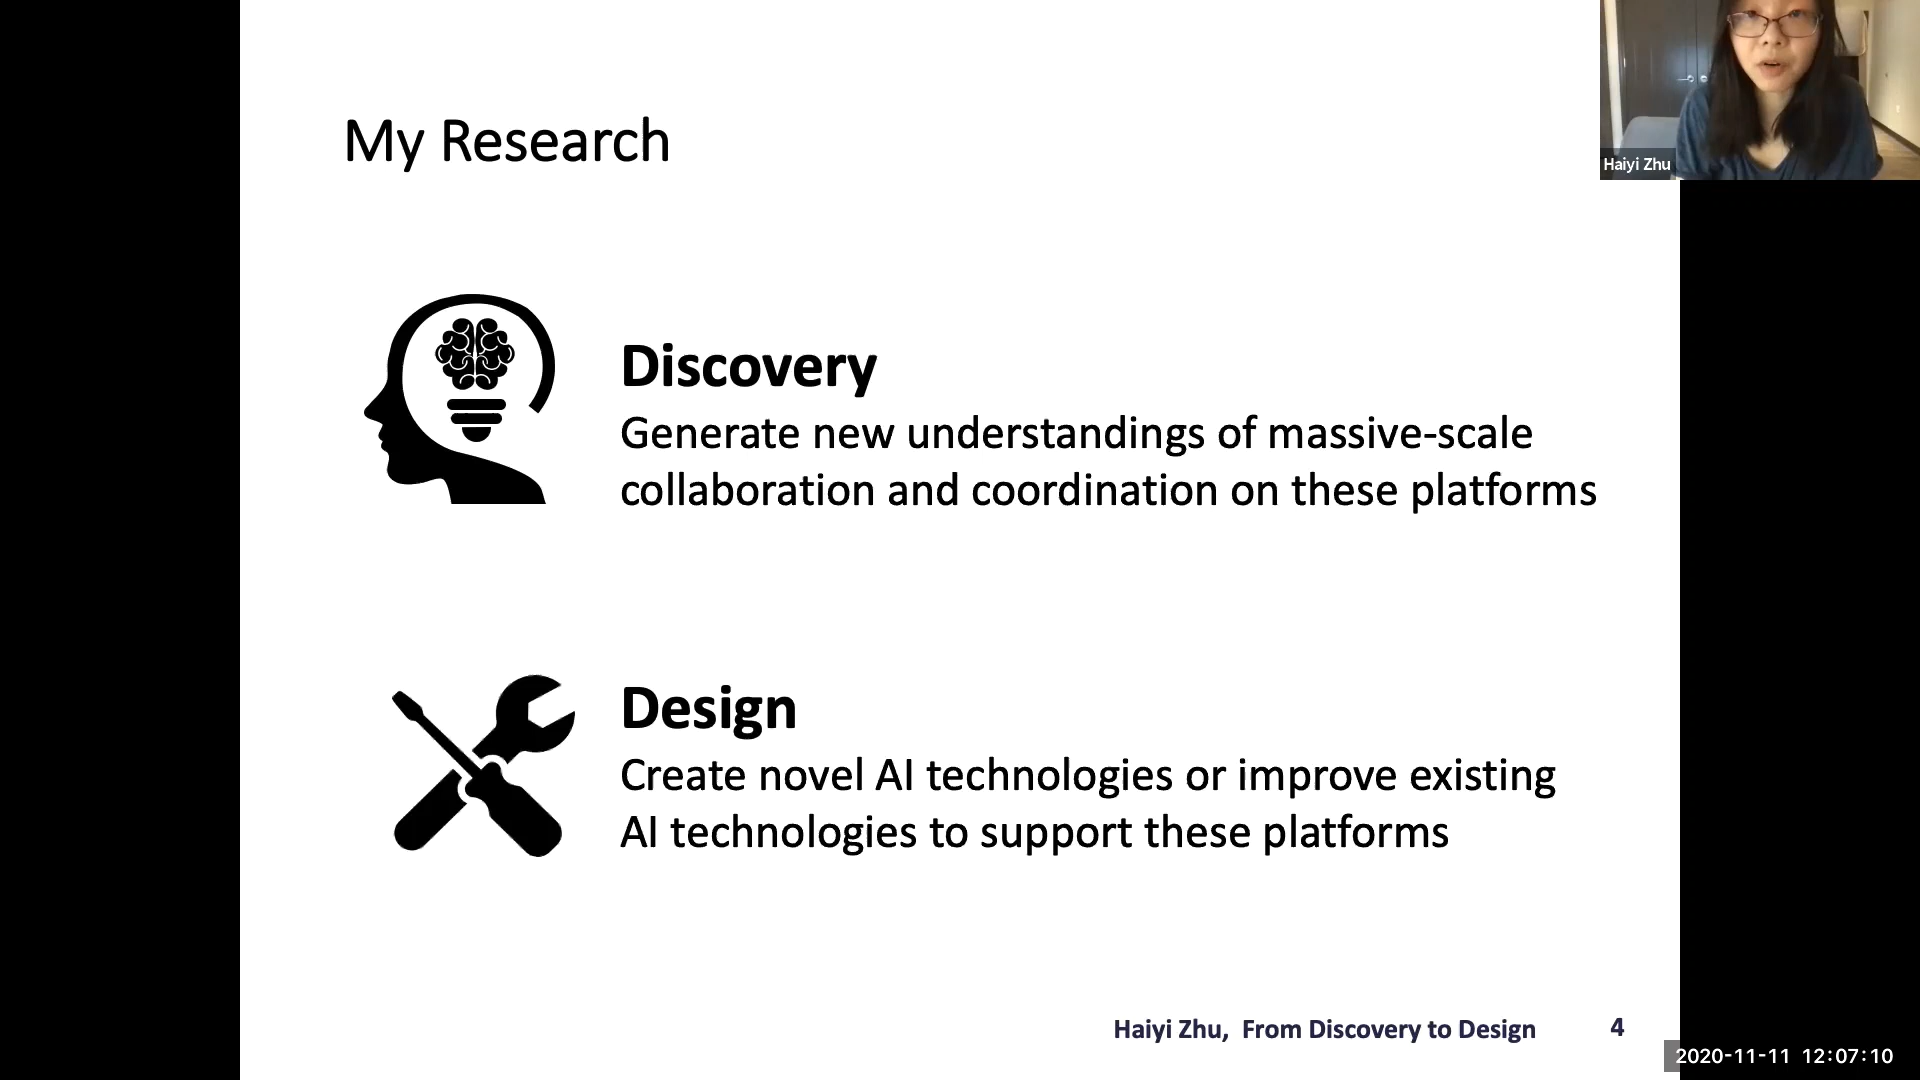 My Research
Haiyi Zhu
Discovery
Generate new understandings of massive-scale
collaboration and coordination on these platforms
Design
Create novel AI technologies or improve existing
AI technologies to support these platforms
Haiyi Zhu,  From Discovery to Design
4
2020-11-11 12:07:10